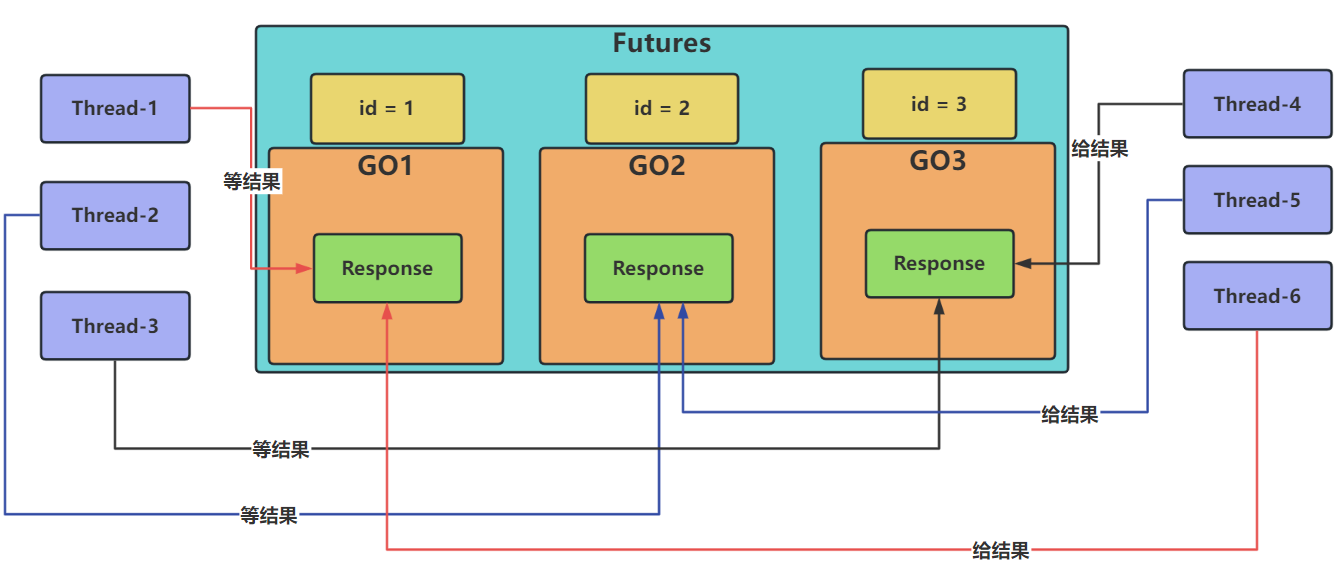 Futures
Thread-1
id = 1
id = 2
id = 3
Thread-4
给结果
GO1
GO2
GO3
等结果
Thread-2
Thread-5
Response
Response
Response
Thread-3
Thread-6
给结果
等结果
等结果
给结果